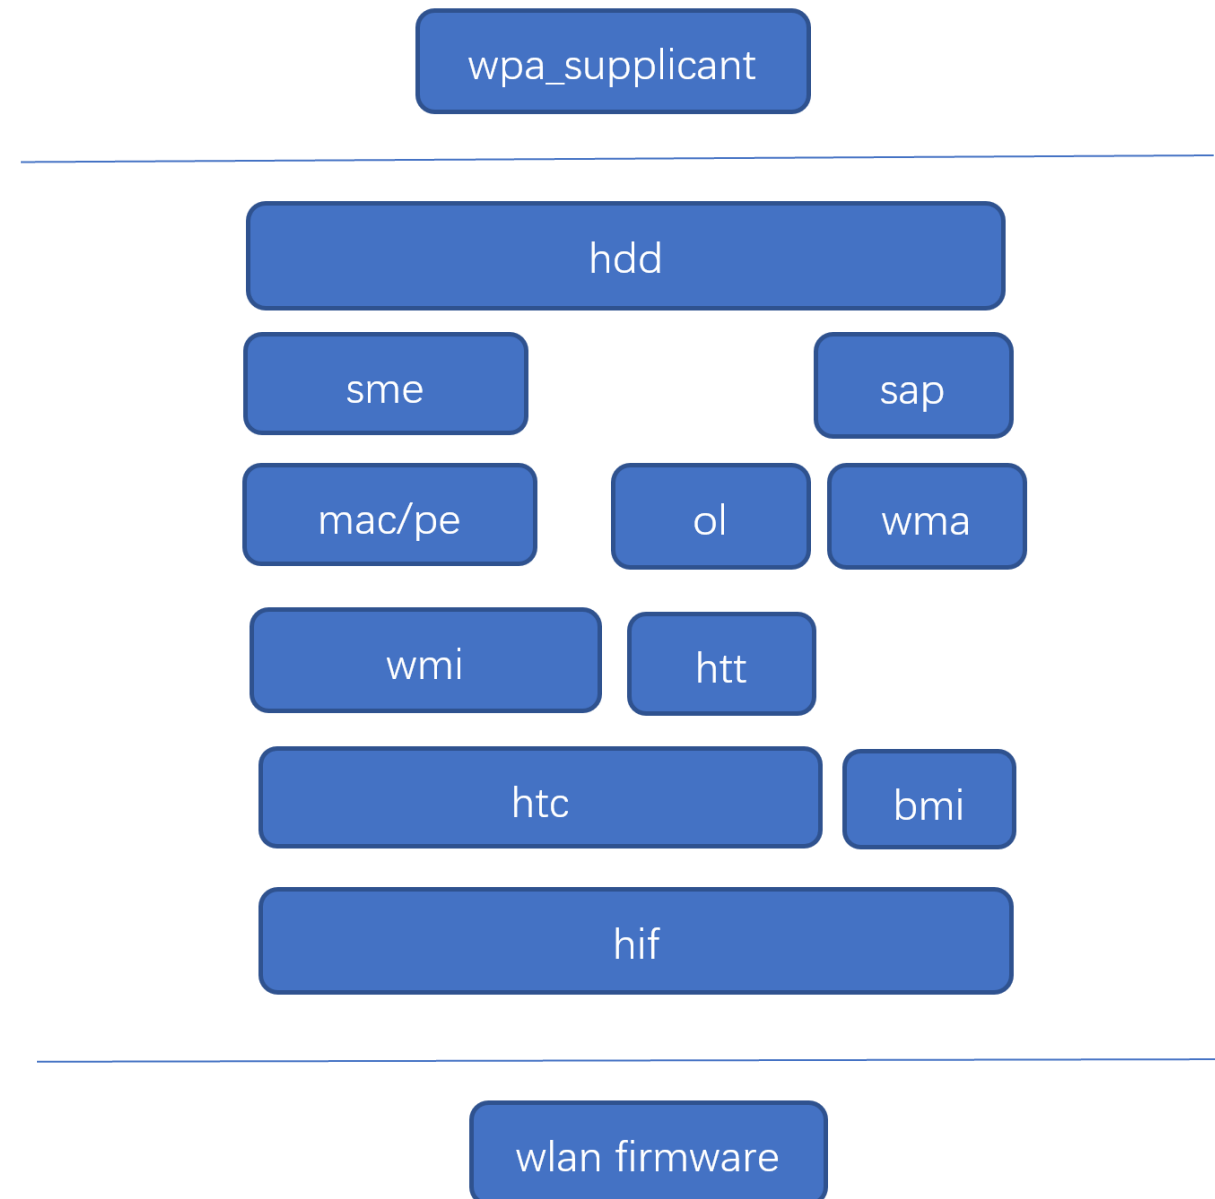 wpa_supplicant
hdd
sme
sap
mac/pe
ol
wma
wmi
htt
htc
bmi
hif
wlan firmware